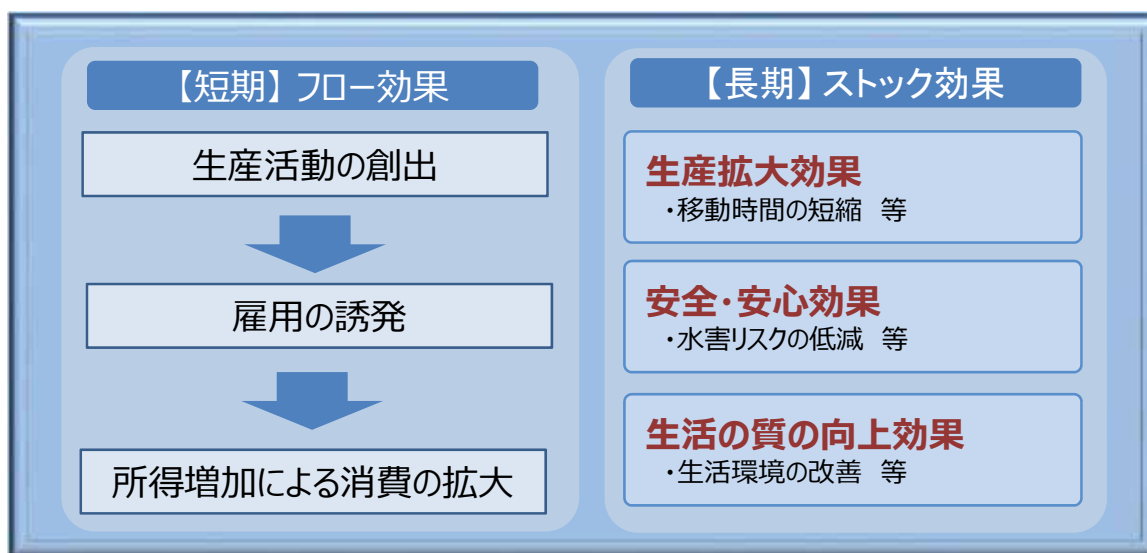 【短期】フロー効果
生産活動の創出
雇用の誘発
所得増加による消費の拡大
【長期】ストック効果
生産拡大効果
・移動時間の短縮 等
安全・安心効果
・水害リスクの低減 等
生活の質の向上効果
・生活環境の改善 等